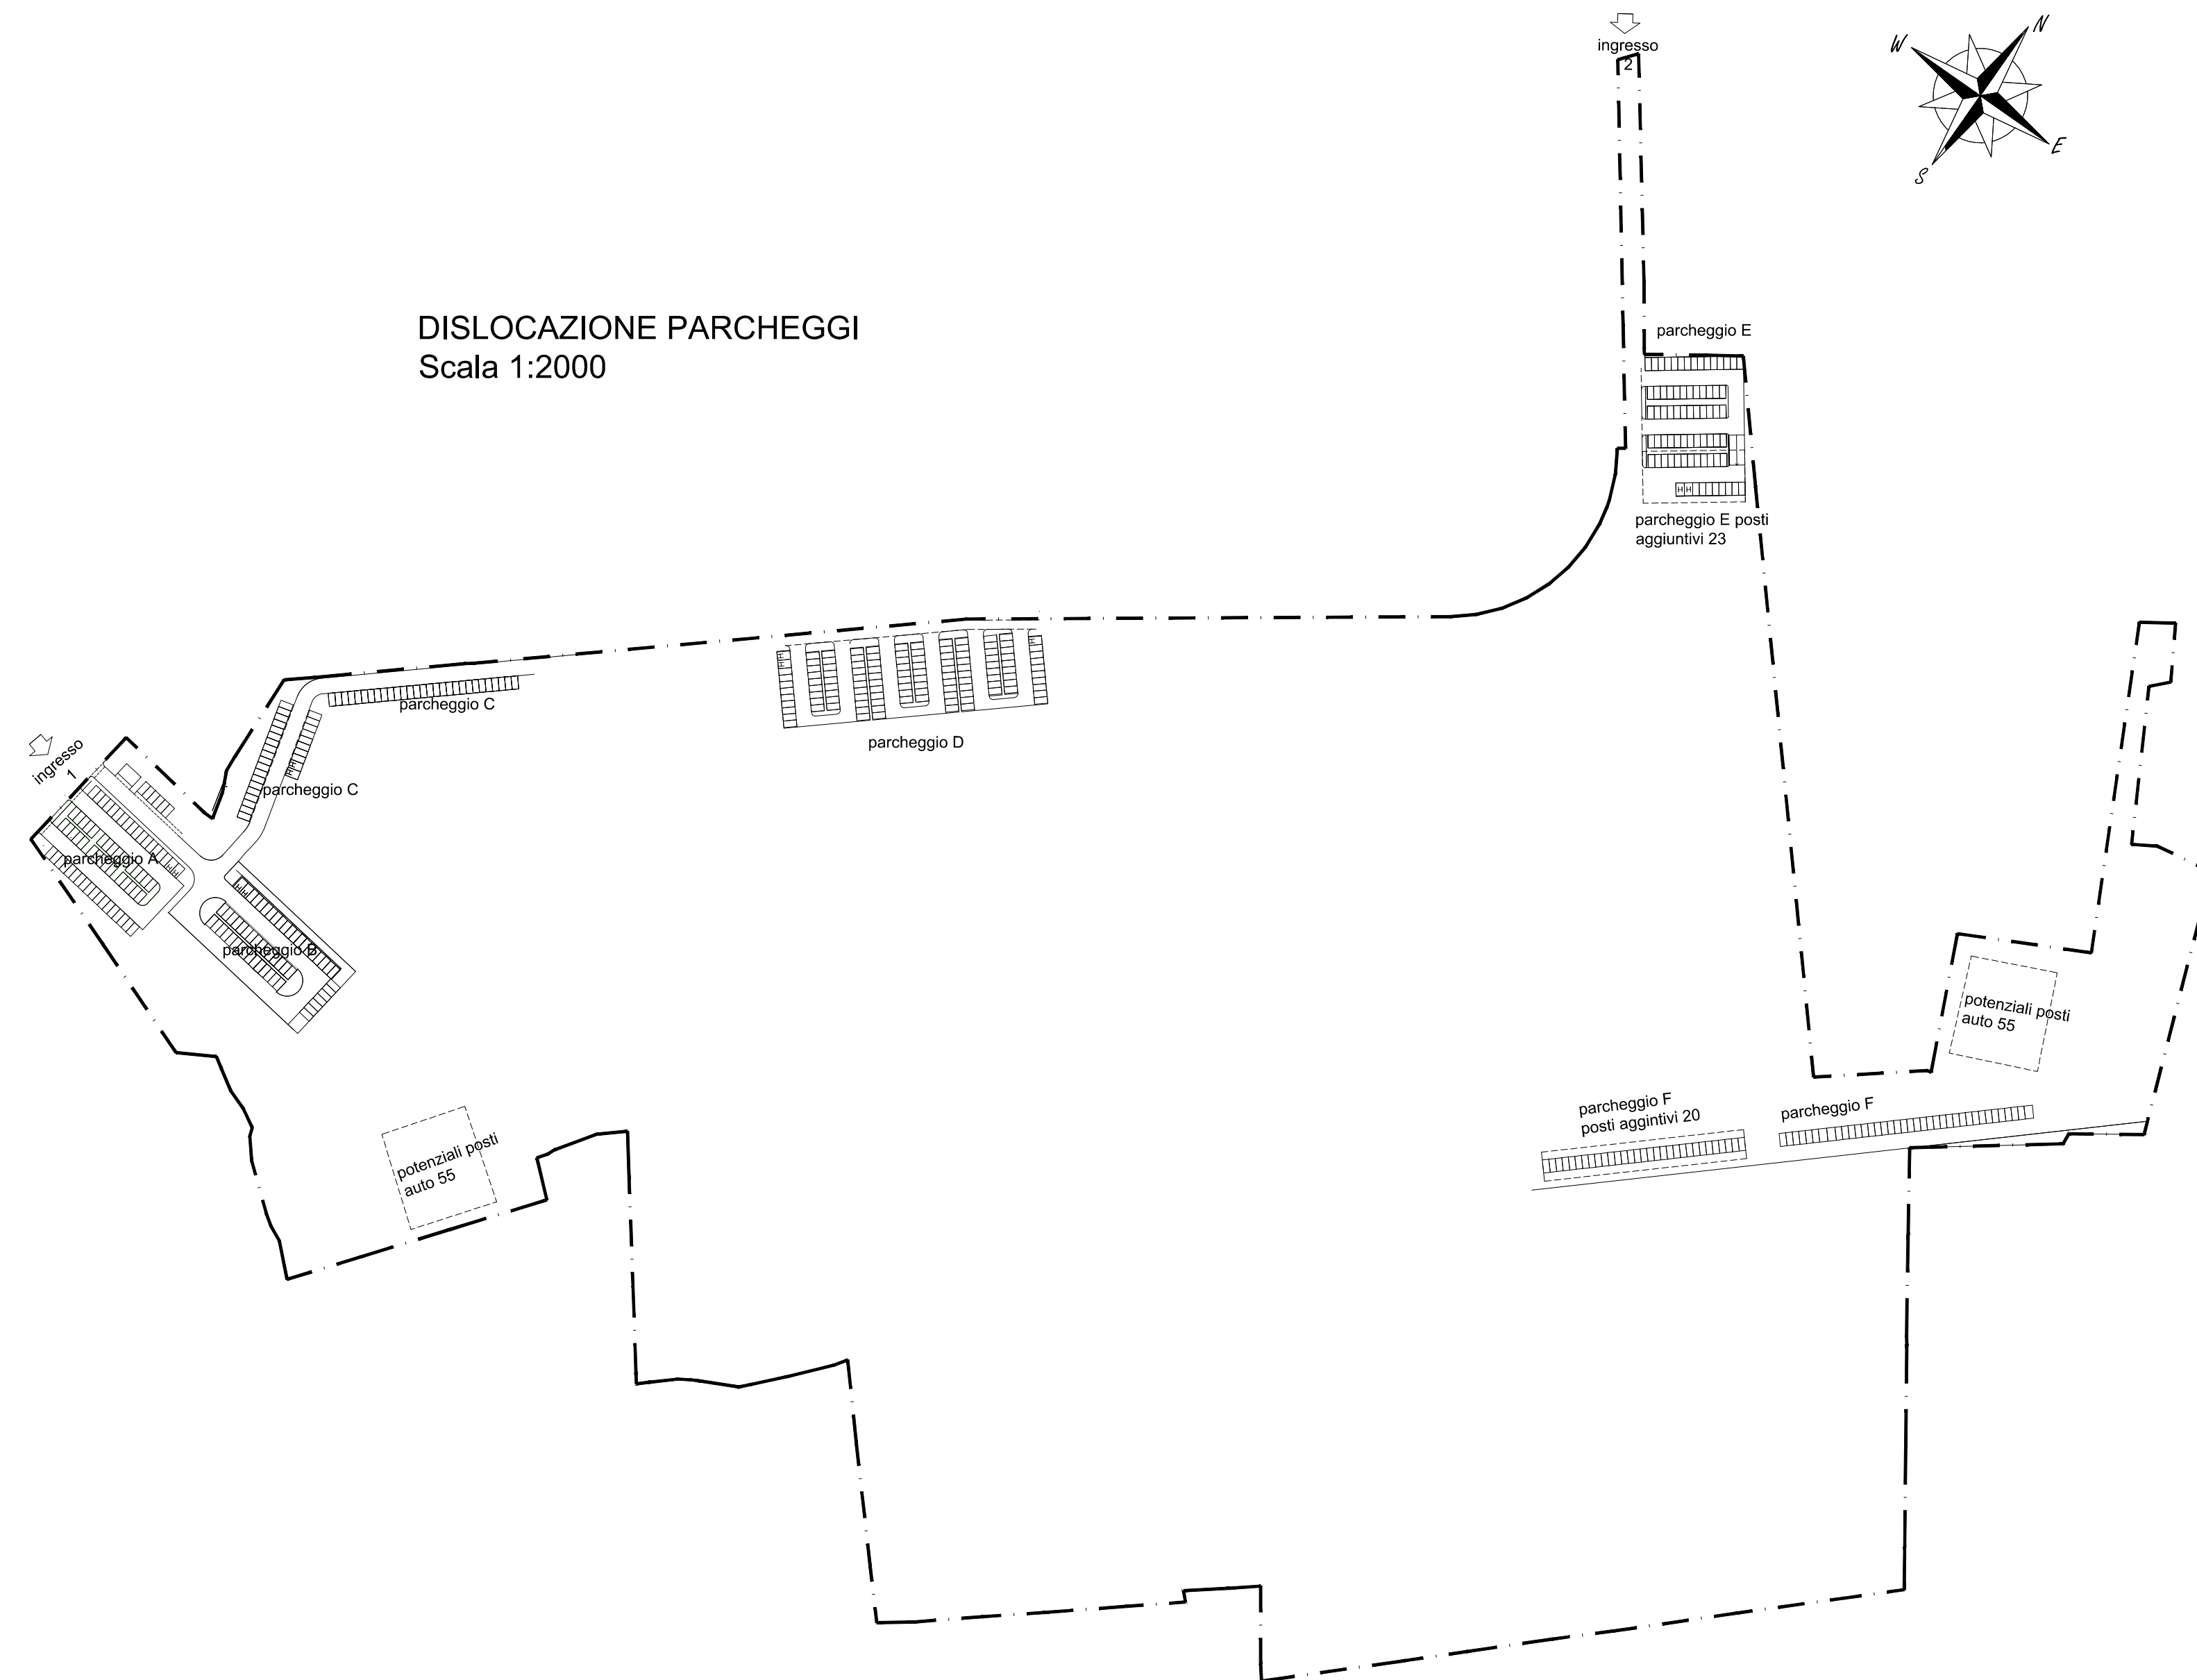 ingresso
2
N
W
E
S
DISLOCAZIONE PARCHEGGI
Scala 1:2000
parcheggio E
H H
parcheggio E posti
aggiuntivi 23
H
H
H
parcheggio D
parcheggio C
H
H
parcheggio C
ingresso
1
parcheggio A
H
H
H
H
parcheggio B
potenziali posti
auto 55
parcheggio F
posti aggintivi 20
parcheggio F
potenziali posti
auto 55